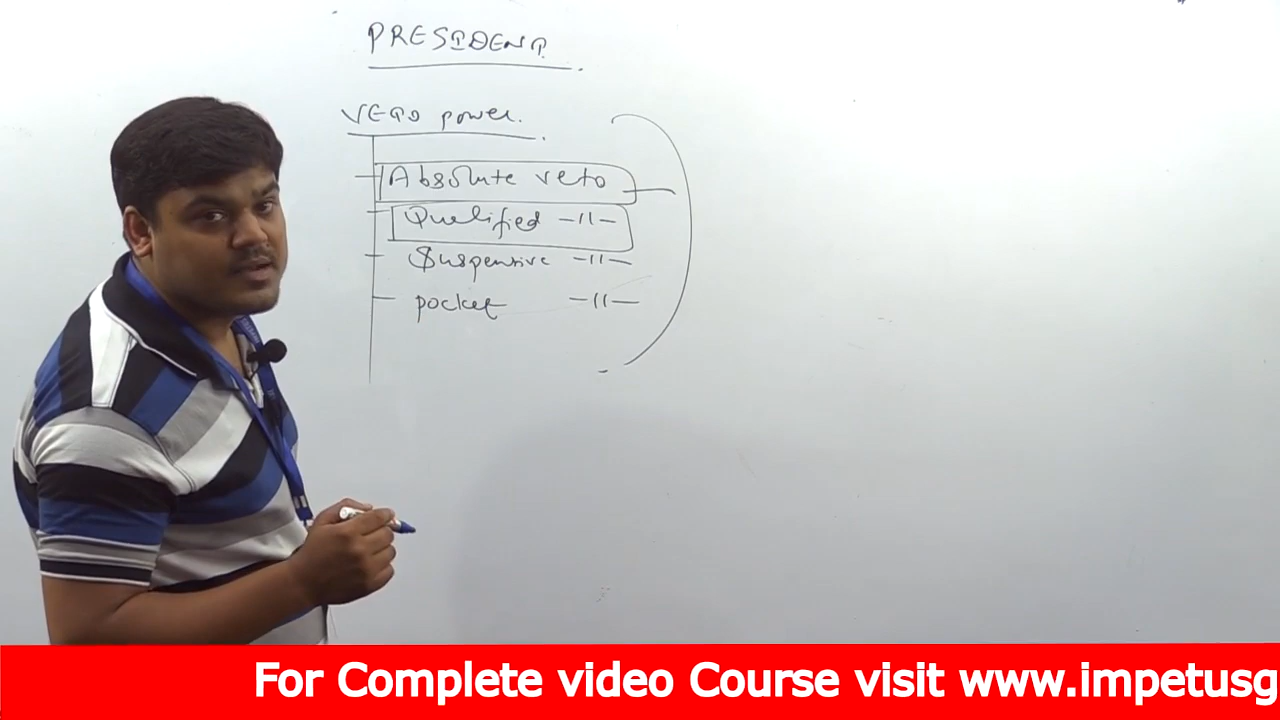 PRESIDENT
VETO power.
Absolute veto
Qualified -11-
Suspensive -11-
pocket -11-
For Complete video Course visit www.impetusg